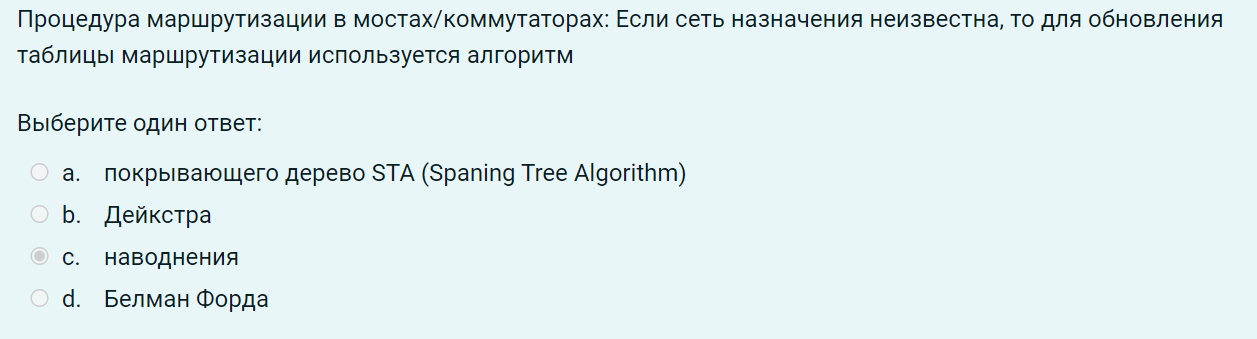 Процедура маршрутизации в мостах/коммутаторах: Если сеть назначения неизвестна, то для обновления
таблицы маршрутизации используется алгоритм
Выберите один ответ:
a. покрывающего дерево STA (Spaning Tree Algorithm)
b. Дейкстра
c. наводнения
d. Белман Форда